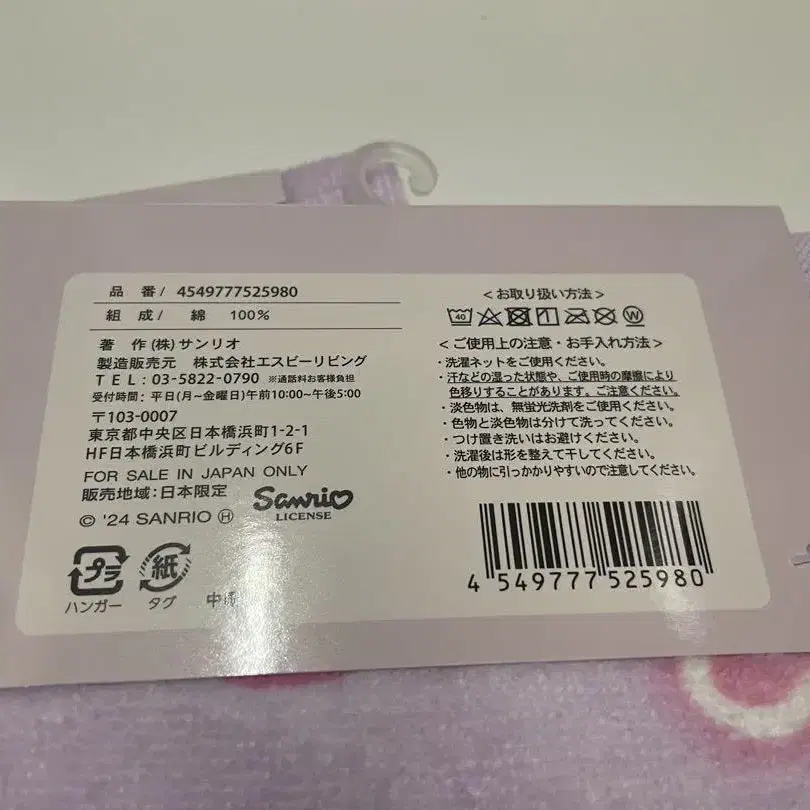 品 番/ 4549777525980
組 成/ 綿 100%
著 作(株)サンリオ
製造販売元 株式会社エスビーリビング
TEL:03-5822-0790 ※通話料お客様負担
受付時間:平日(月~金曜日)午前10:00~午後5:00
〒103-0007
東京都中央区日本橋浜町1-2-1
HF日本橋浜町ビルディング6F
FOR SALE IN JAPAN ONLY
販売地域:日本限定
Sanrio
LICENSE
© '24 SANRIO Ⓗ
プラ
ハンガー
紙
タグ
中
<お取り扱い方法>
40
W
<ご使用上の注意・お手入れ方法>
・洗濯ネットをご使用ください。
・汗などの湿った状態や、ご使用時の摩擦により
色移りすることがあります。ご注意ください。
・淡色物は、無蛍光洗剤をご使用ください。
・色物と淡色物は分けて洗ってください。
・つけ置き洗いはお避けください。
・洗濯後は形を整えて干してください。
・他の物に引っかかりやすいので注意してください。
4 549777 525980